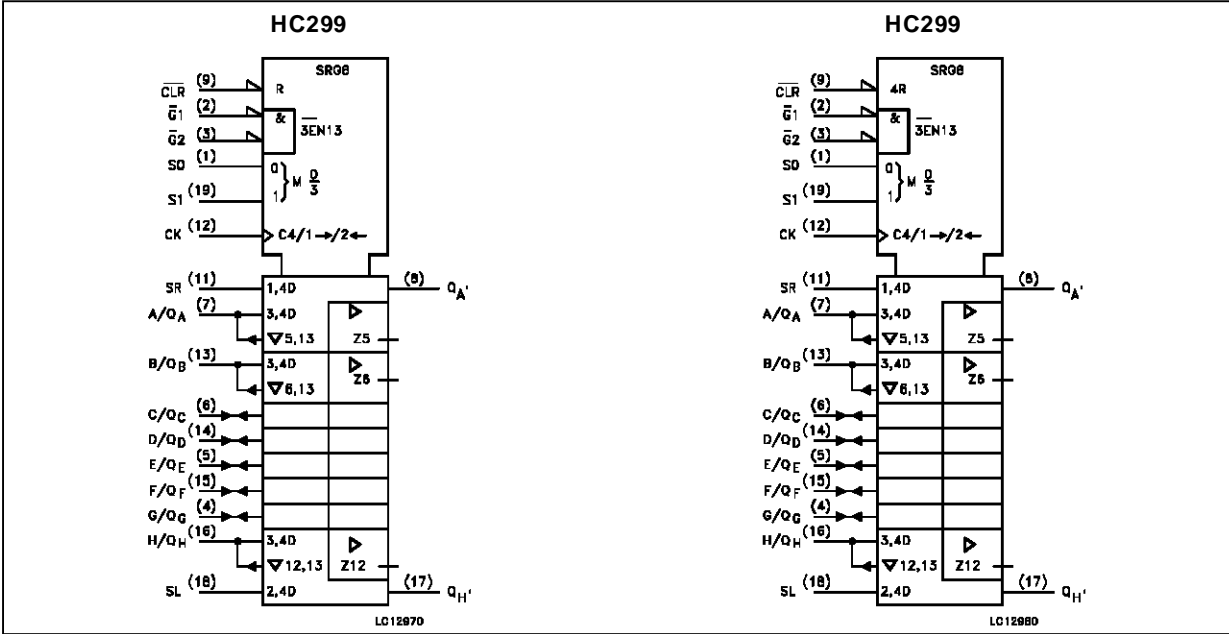 HC299
SRG8
CLR (9) R
G1 (2) &
3EN13
G2 (3)
S0 (1) 0
M 0/3
S1 (19) 1
CK (12) C4/1 →/2←
SR (11) 1,4D (8) QA'
A/QA (7) 3,4D
▽5,13 Z5
B/QB (13) 3,4D
Z6
▽6,13
C/QC (6)
D/QD (14)
E/QE (5)
F/QF (15)
G/QG (4)
H/QH (16) 3,4D
▽12,13 Z12
SL (18) 2,4D (17) QH'
LC12970
HC299
SRG8
CLR (9) 4R
G1 (2) &
3EN13
G2 (3)
S0 (1) 0
M 0/3
S1 (19) 1
CK (12) C4/1 →/2←
SR (11) 1,4D (8) QA'
A/QA (7) 3,4D
▽5,13 Z5
B/QB (13) 3,4D
Z6
▽6,13
C/QC (6)
D/QD (14)
E/QE (5)
F/QF (15)
G/QG (4)
H/QH (16) 3,4D
▽12,13 Z12
SL (18) 2,4D (17) QH'
LC12980